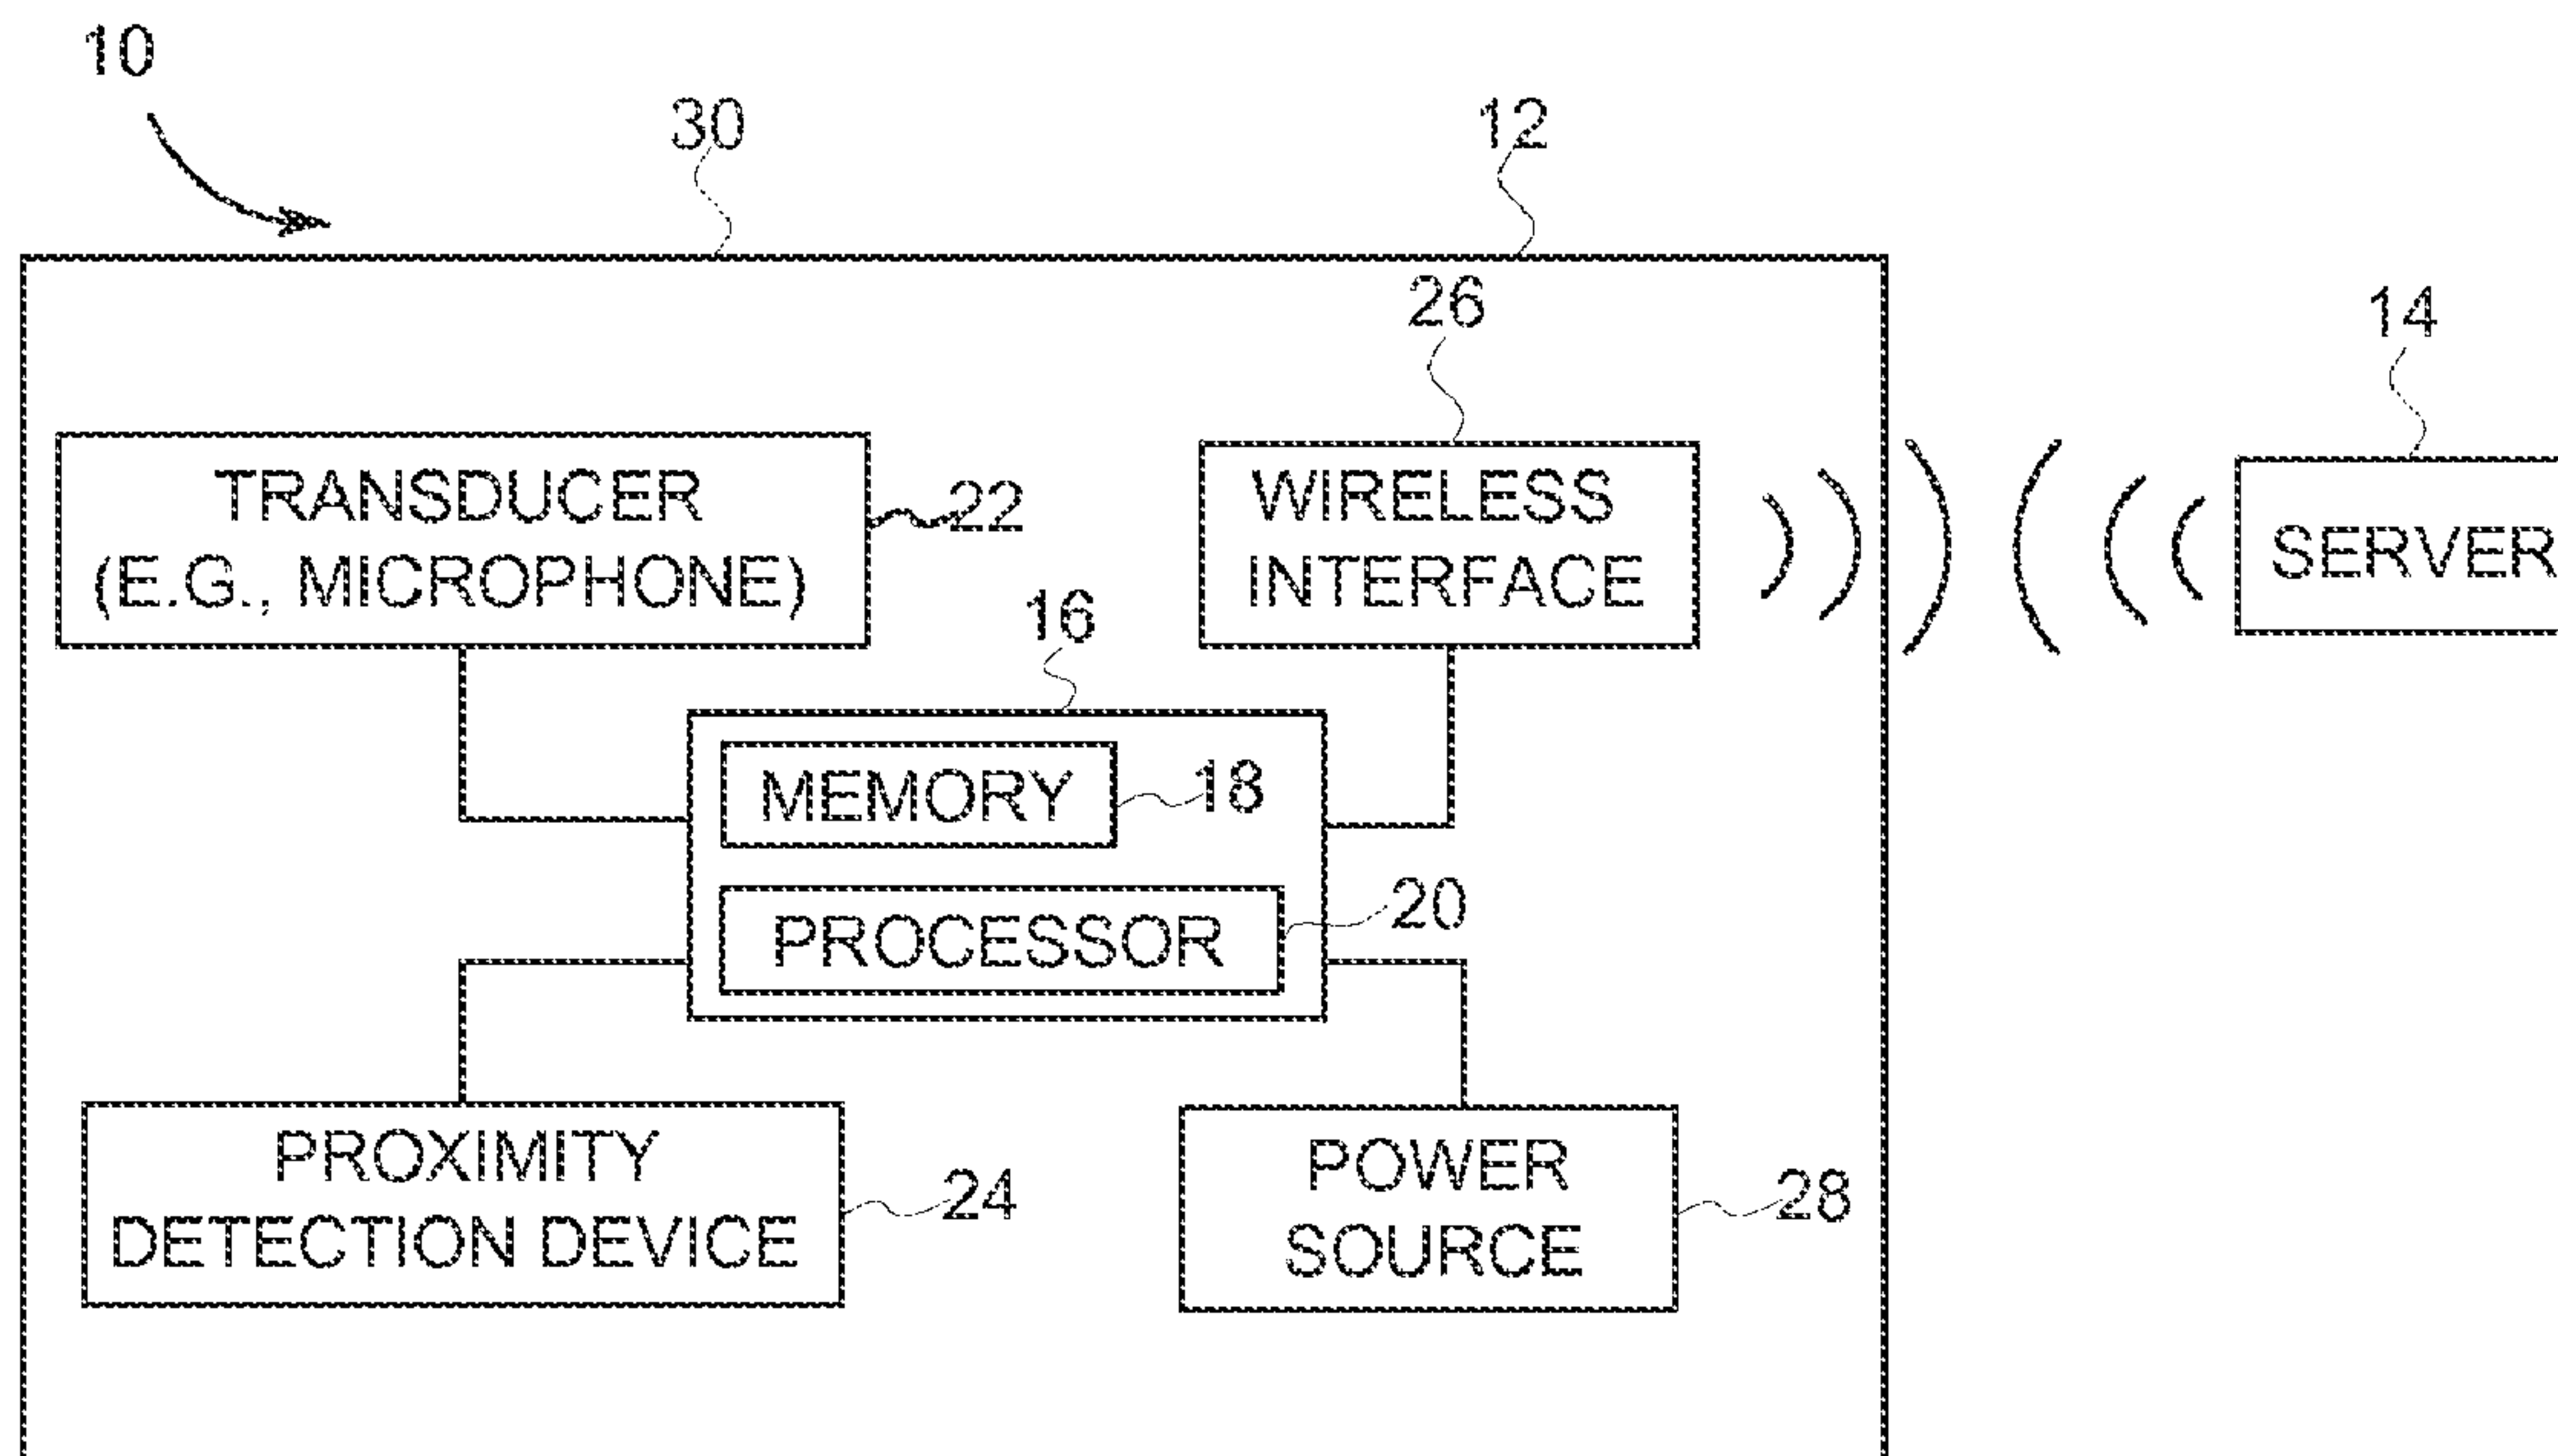 10
30
12
26
14
TRANSDUCER
(E.G., MICROPHONE)
22
WIRELESS
INTERFACE
SERVER
16
MEMORY
18
PROCESSOR
20
PROXIMITY
DETECTION DEVICE
24
POWER
SOURCE
28